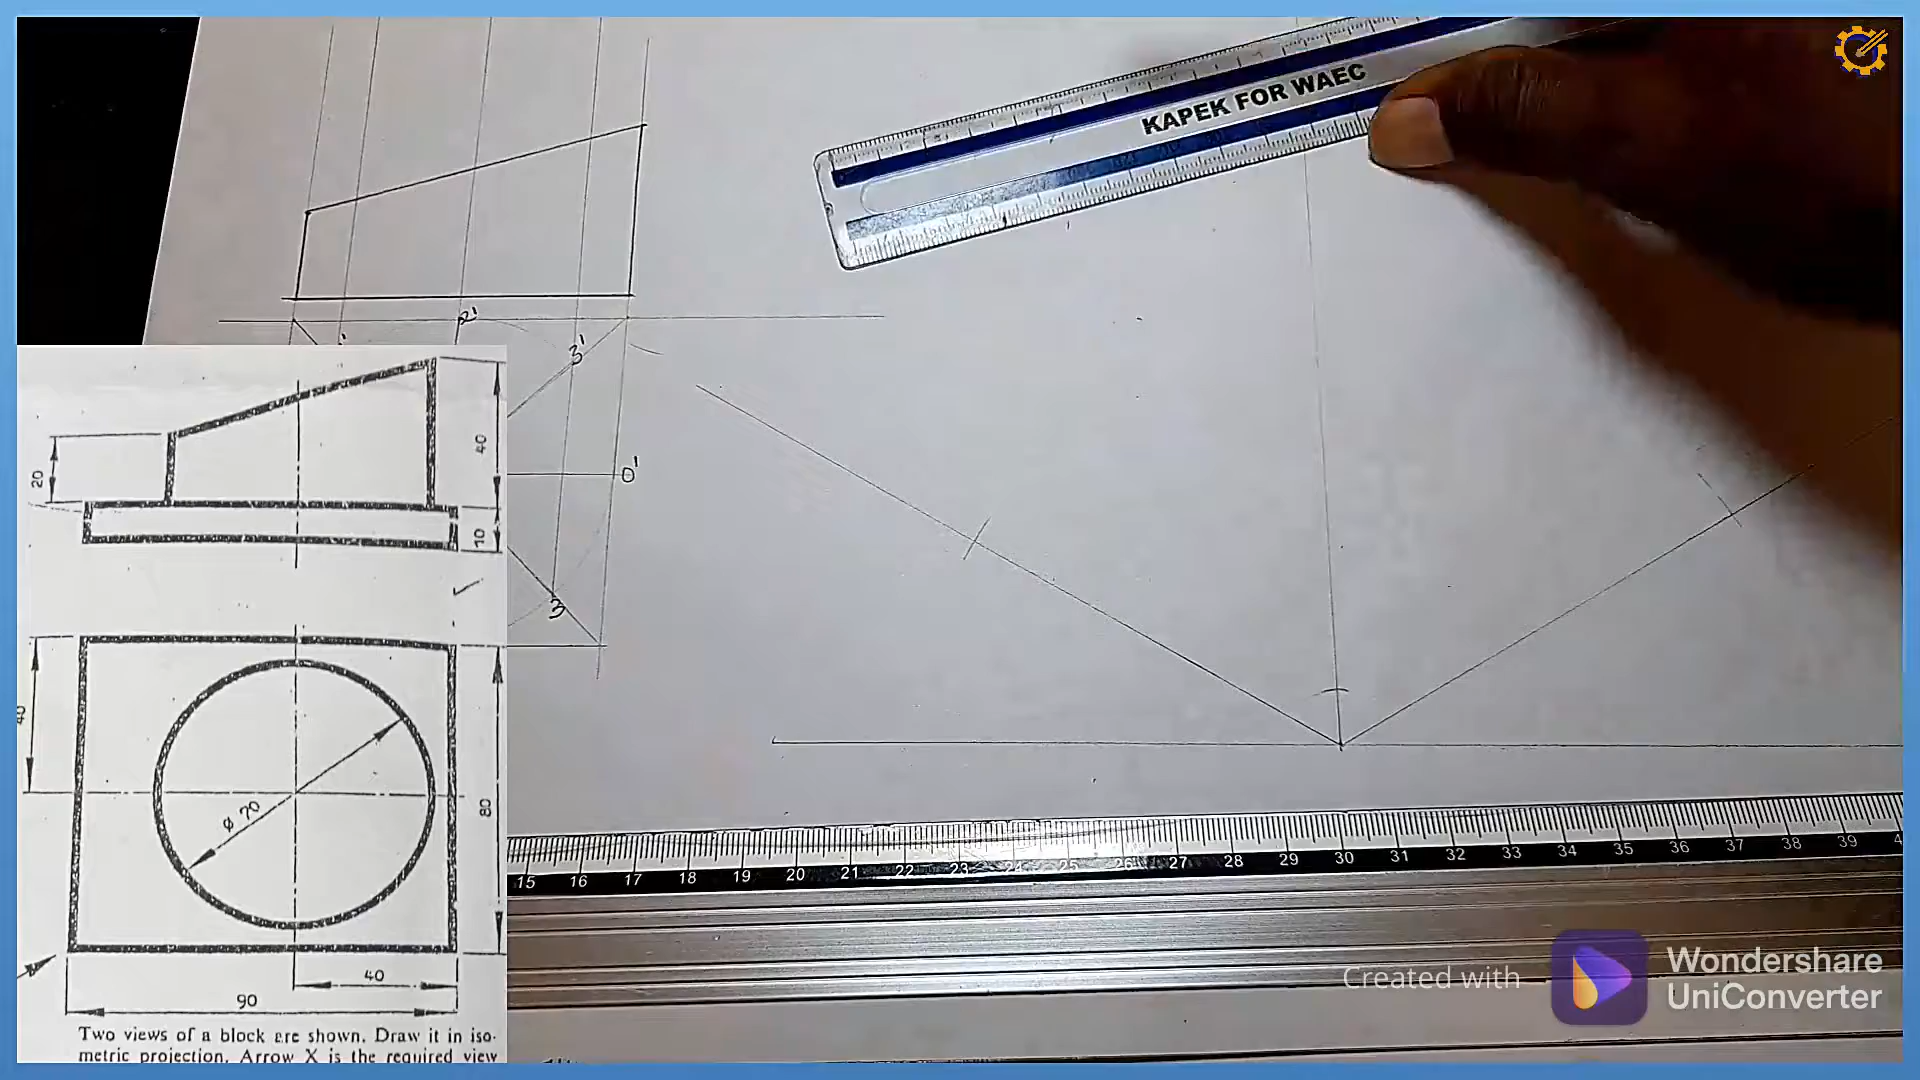 KAPEK FOR WAEC
2'
3'
0'
3
20
40
10
40
ø 70
80
40
90
Two views of a block are shown. Draw it in iso-
metric projection. Arrow X is the required view
15 16 17 18 19 20 21 22 23 24 25 26 27 28 29 30 31 32 33 34 35 36 37 38 39
Created with
Wondershare
UniConverter